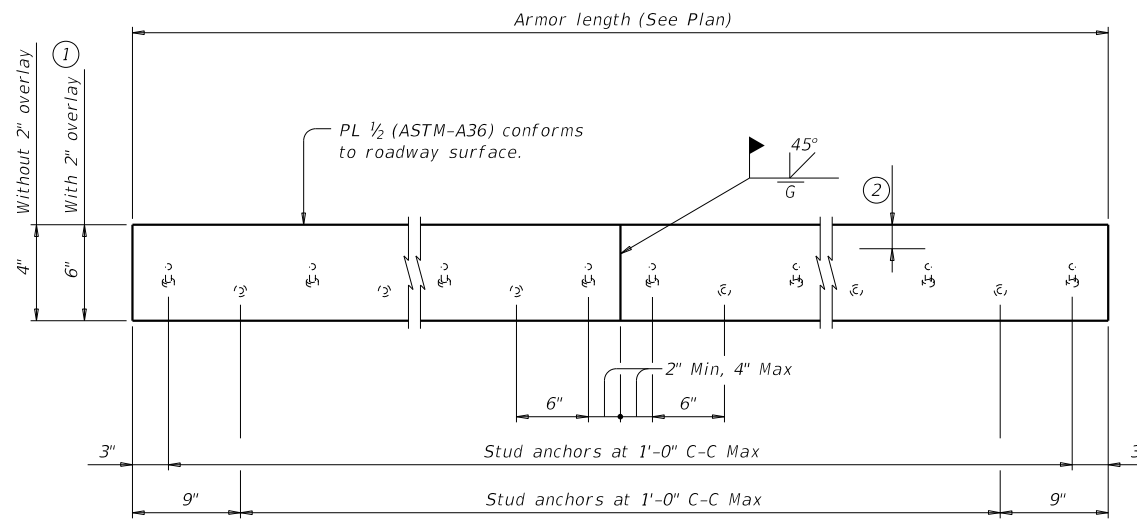 Armor length (See Plan)
Without 2" overlay
1
With 2" overlay
PL ½ (ASTM-A36) conforms
to roadway surface.
45°
G
2
4"
6"
2" Min, 4" Max
6"
6"
3"
Stud anchors at 1'-0" C-C Max
3
9"
Stud anchors at 1'-0" C-C Max
9"